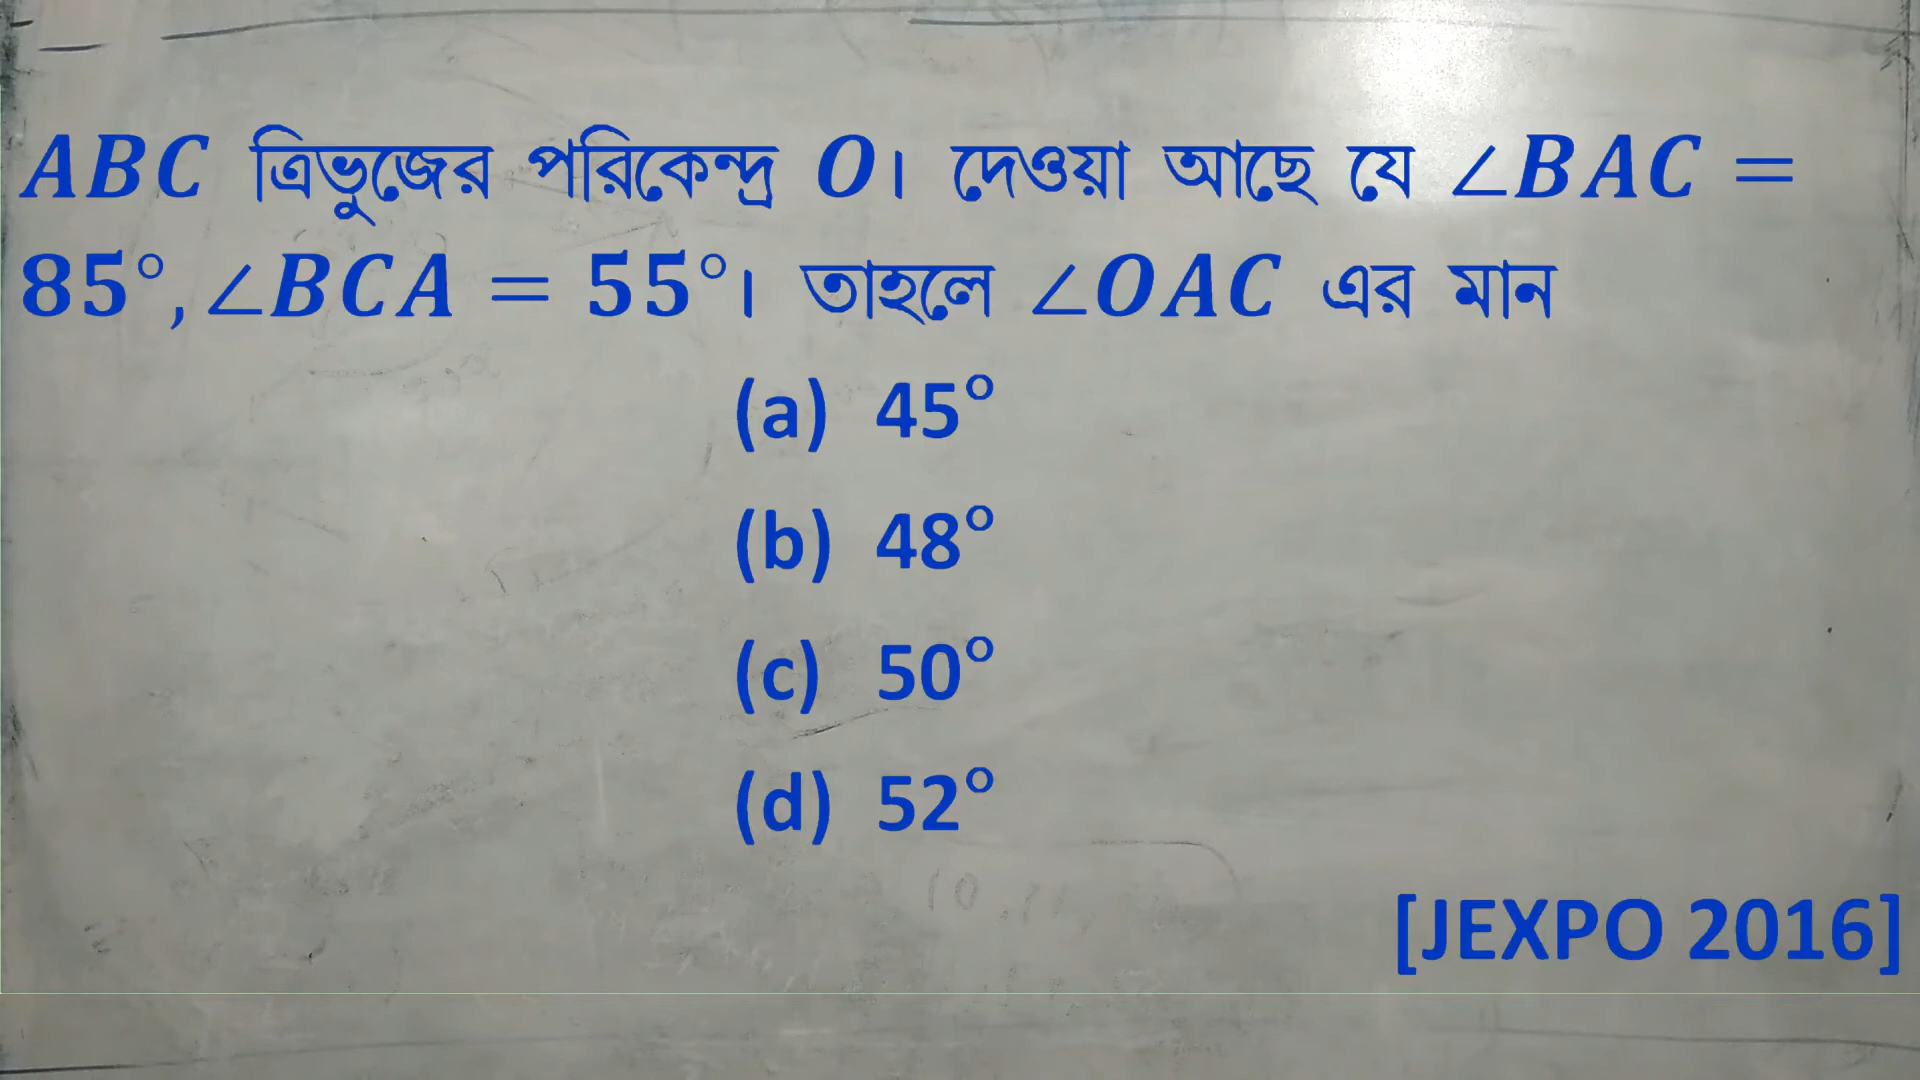 ABC ত্রিভুজের পরিকেন্দ্র O। দেওয়া আছে যে ∠BAC =
85°, ∠BCA = 55°। তাহলে ∠OAC এর মান
(a) 45°
(b) 48°
(c) 50°
(d) 52°
[JEXPO 2016]